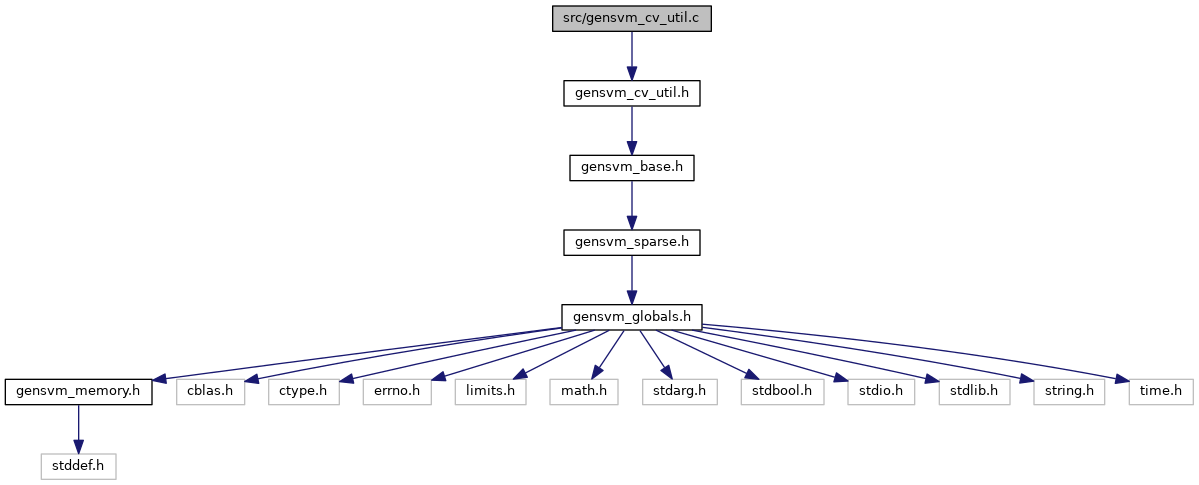 src/gensvm_cv_util.c
gensvm_cv_util.h
gensvm_base.h
gensvm_sparse.h
gensvm_globals.h
gensvm_memory.h
cblas.h
ctype.h
errno.h
limits.h
math.h
stdarg.h
stdbool.h
stdio.h
stdlib.h
string.h
time.h
stddef.h